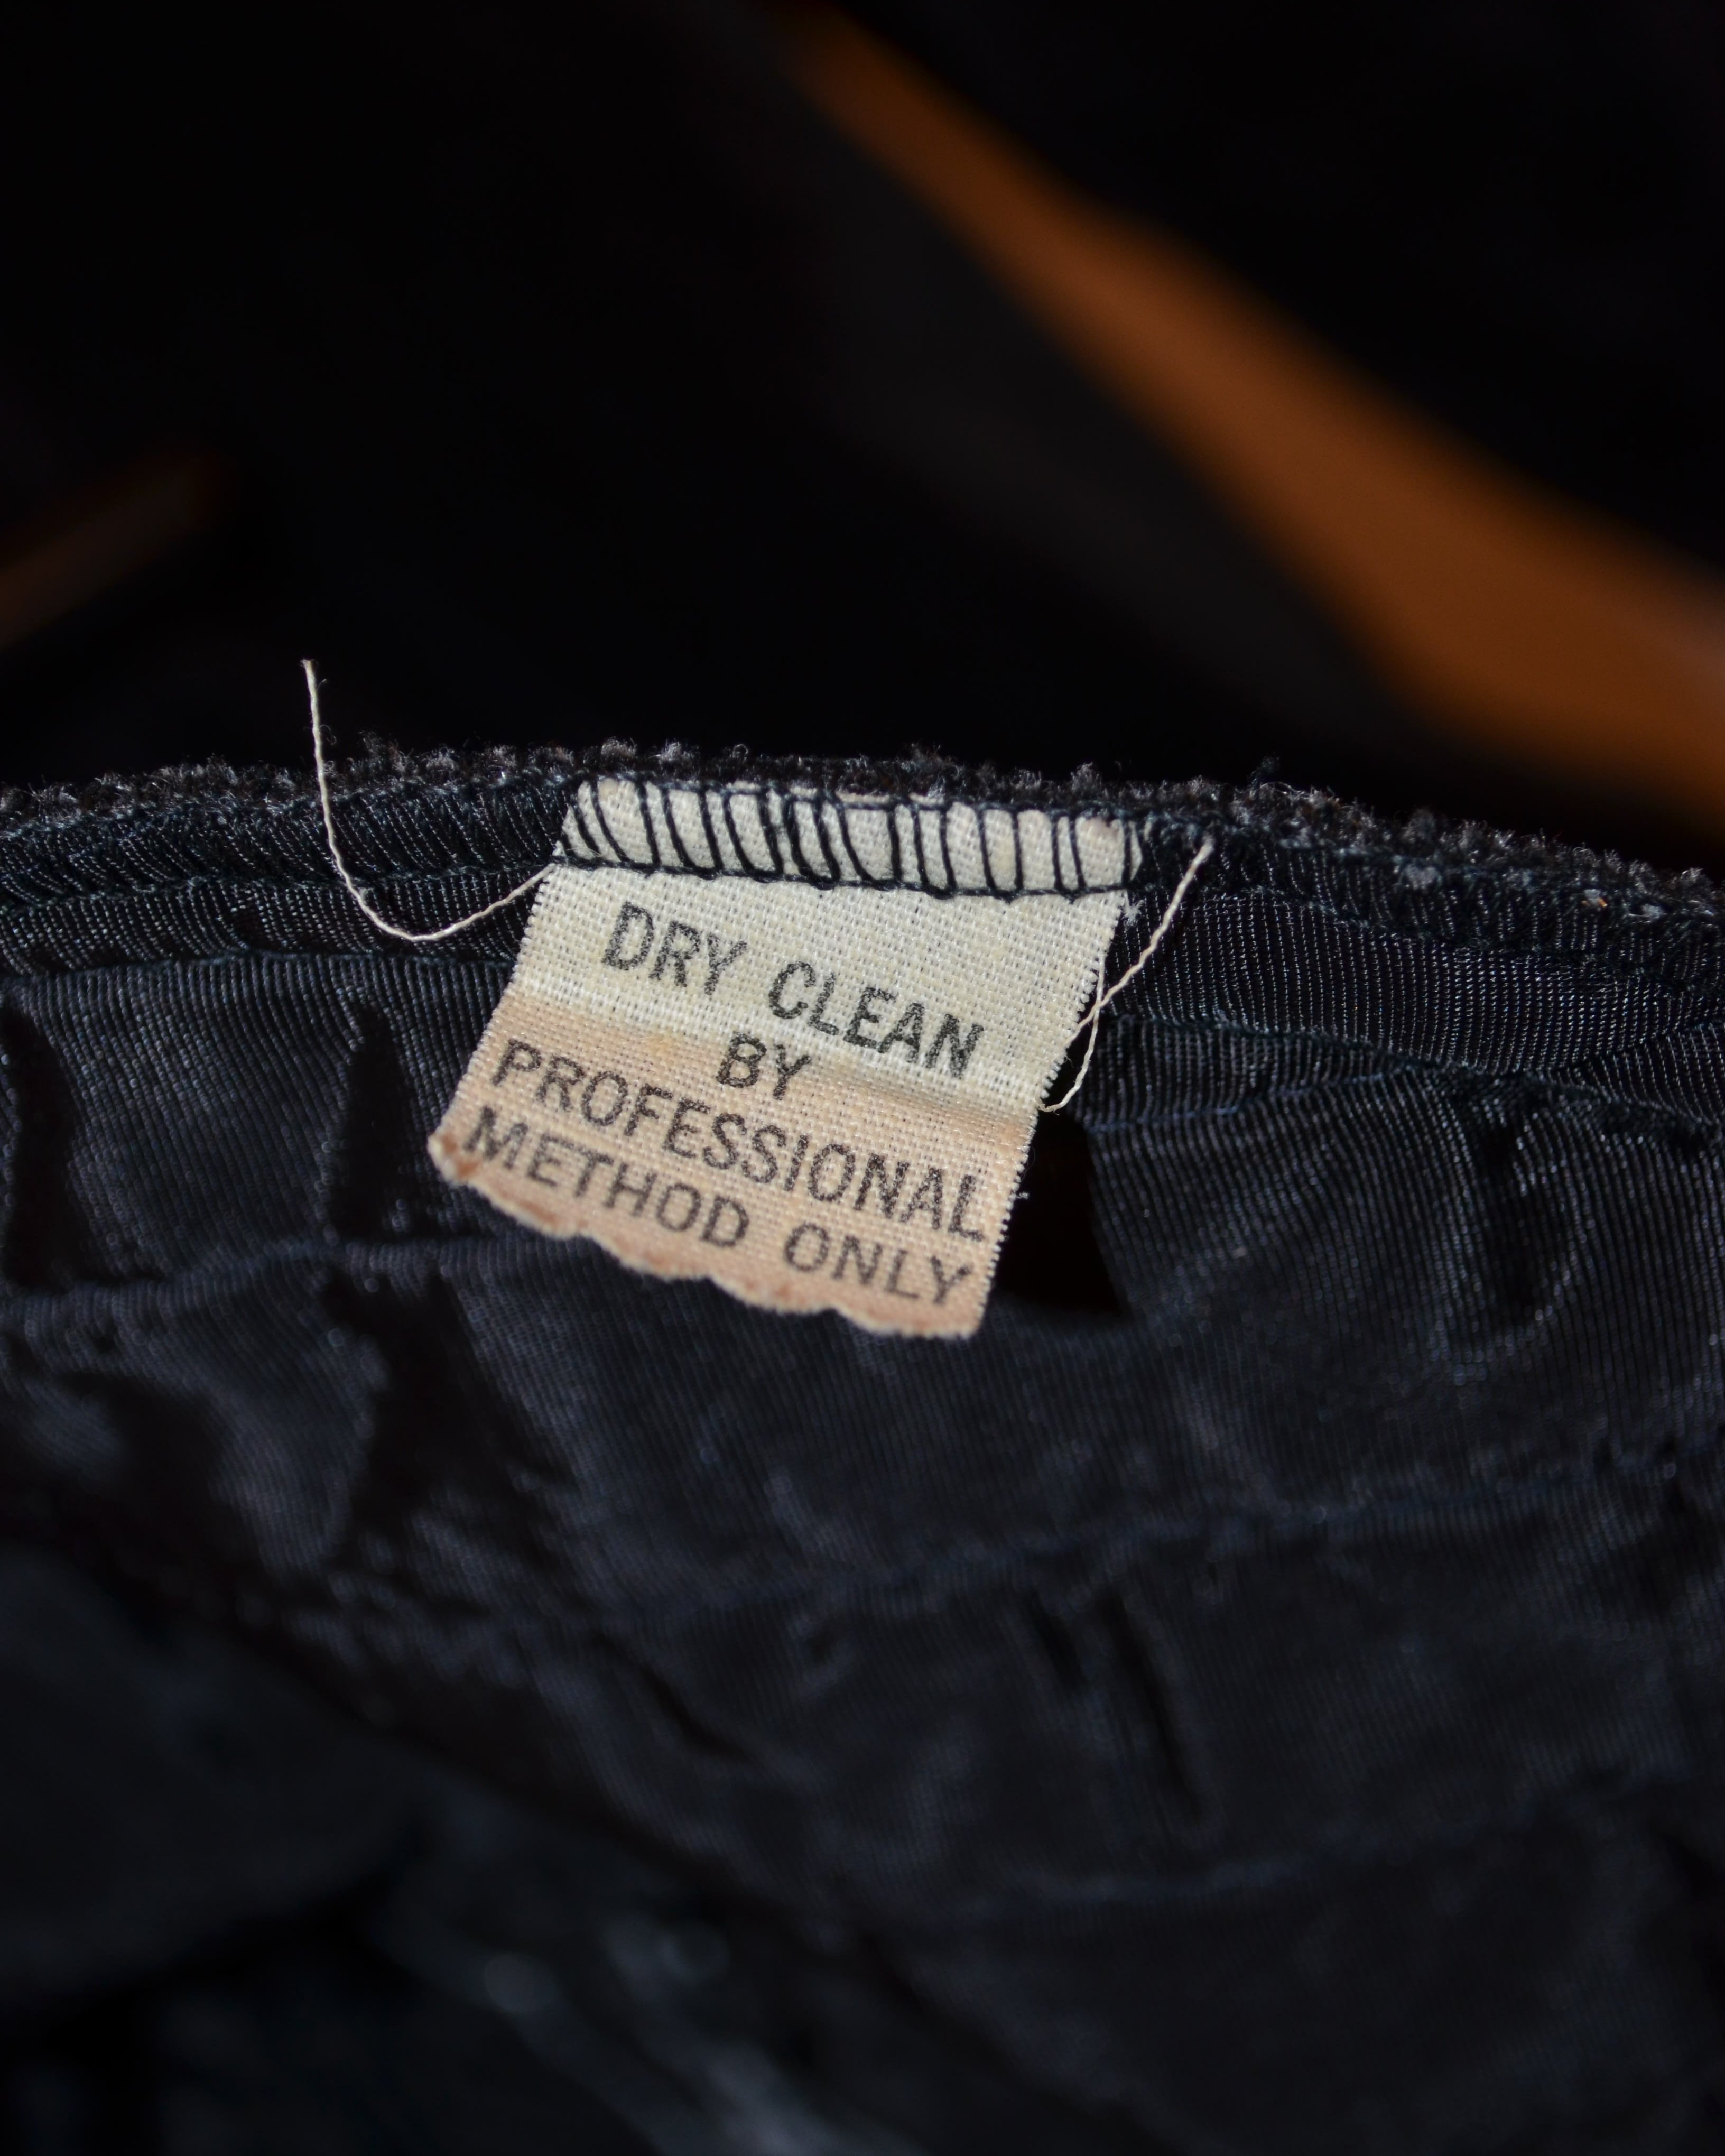 DRY CLEAN
BY
PROFESSIONAL
METHOD ONLY